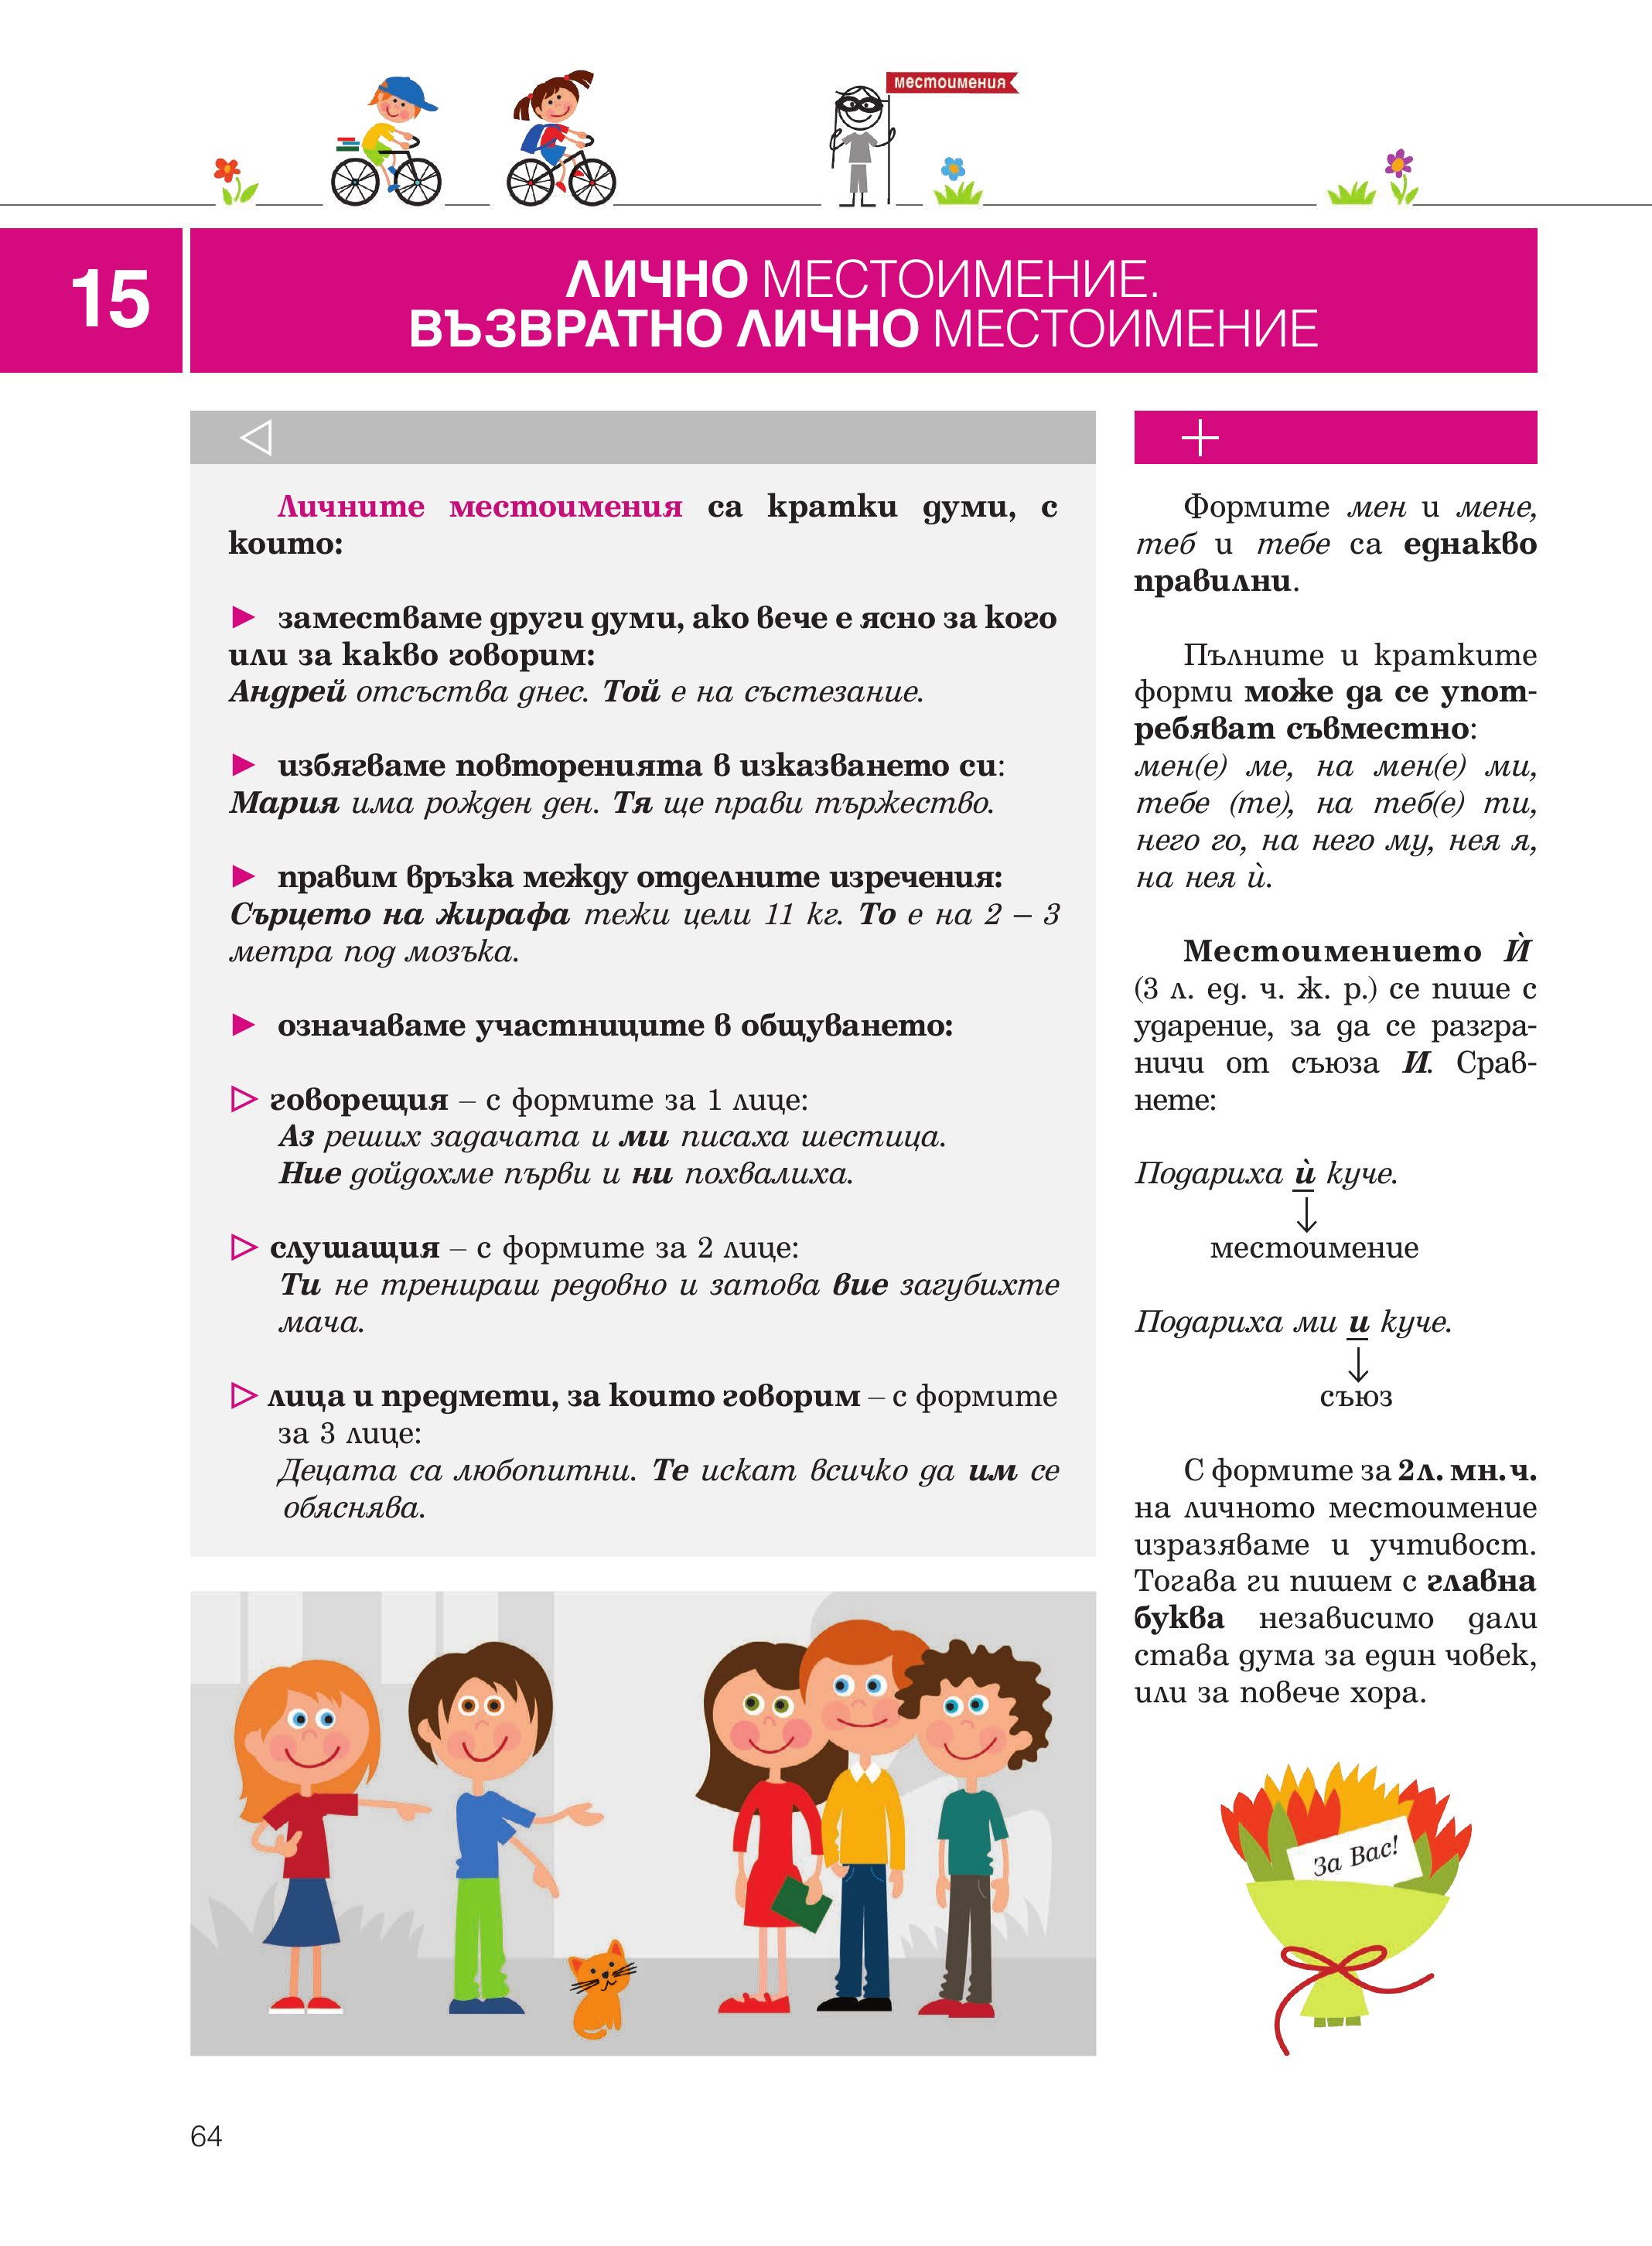 местоимения
15
ЛИЧНО МЕСТОИМЕНИЕ.
ВЪЗВРАТНО ЛИЧНО МЕСТОИМЕНИЕ
Личните местоимения са кратки думи, с
които:
► заместваме други думи, ако вече е ясно за кого
или за какво говорим:
Андрей отсъства днес. Той е на състезание.
► избягваме повторенията в изказването си:
Мария има рожден ден. Тя ще прави тържество.
► правим връзка между отделните изречения:
Сърцето на жирафа тежи цели 11 кг. То е на 2 – 3
метра под мозъка.
► означаваме участниците в общуването:
▷ говорещия – с формите за 1 лице:
Аз реших задачата и ми писаха шестица.
Ние дойдохме първи и ни похвалиха.
▷ слушащия – с формите за 2 лице:
Ти не тренираш редовно и затова вие загубихте
мача.
▷ лица и предмети, за които говорим – с формите
за 3 лице:
Децата са любопитни. Те искат всичко да им се
обяснява.
Формите мен и мене,
теб и тебе са еднакво
правилни.
Пълните и кратките
форми може да се упот-
ребяват съвместно:
мен(е) ме, на мен(е) ми,
тебе (те), на теб(е) ти,
него го, на него му, нея я,
на нея ѝ.
Местоимението Ѝ
(3 л. ед. ч. ж. р.) се пише с
ударение, за да се разгра-
ничи от съюза И. Срав-
нете:
Подариха ѝ куче.
местоимение
Подариха ми и куче.
съюз
С формите за 2 л. мн. ч.
на личното местоимение
изразяваме и учтивост.
Тогава ги пишем с главна
буква независимо дали
става дума за един човек,
или за повече хора.
За Вас!
64